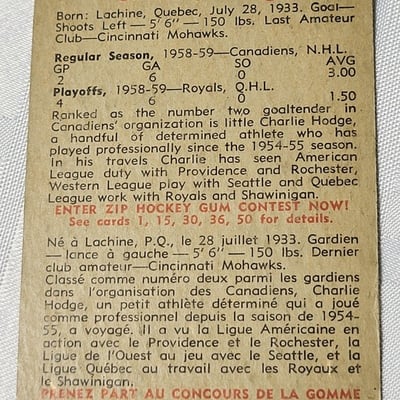 Born: Lachine, Quebec, July 28, 1933. Goal—
Shoots Left — 5' 6" — 150 lbs. Last Amateur
Club—Cincinnati Mohawks.
Regular Season, 1958-59—Canadiens, N.H.L.
GP GA SO AVG
2 6 0 3.00
Playoffs, 1958-59—Royals, Q.H.L.
4 6 0 1.50
Ranked as the number two goaltender in
Canadiens' organization is little Charlie Hodge,
a handful of determined athlete who has
played professionally since the 1954-55 season.
In his travels Charlie has seen American
League duty with Providence and Rochester,
Western League play with Seattle and Quebec
League work with Royals and Shawinigan.
ENTER ZIP HOCKEY GUM CONTEST NOW!
See cards 1, 15, 30, 36, 50 for details.
Né à Lachine, P.Q., le 28 juillet 1933. Gardien
— lance à gauche — 5' 6" — 150 lbs. Dernier
club amateur—Cincinnati Mohawks.
Classé comme numéro deux parmi les gardiens
dans l'organisation des Canadiens, Charlie
Hodge, un petit athlète déterminé qui a joué
comme professionnel depuis la saison de 1954-
55, a voyagé. Il a vu la Ligue Américaine en
action avec le Providence et le Rochester, la
Ligue de l'Ouest au jeu avec le Seattle, et la
Ligue Québec au travail avec les Royaux et
le Shawinigan.
PRENEZ PART AU CONCOURS DE LA GOMME